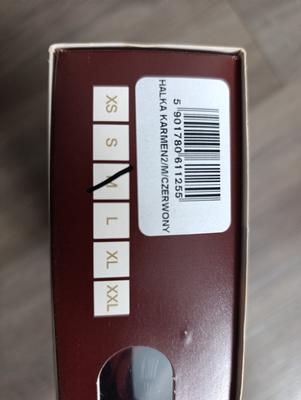 5 901780 611255
HALKA KARMEN2/M/CZERWONY
XS
S
M
L
XL
XXL